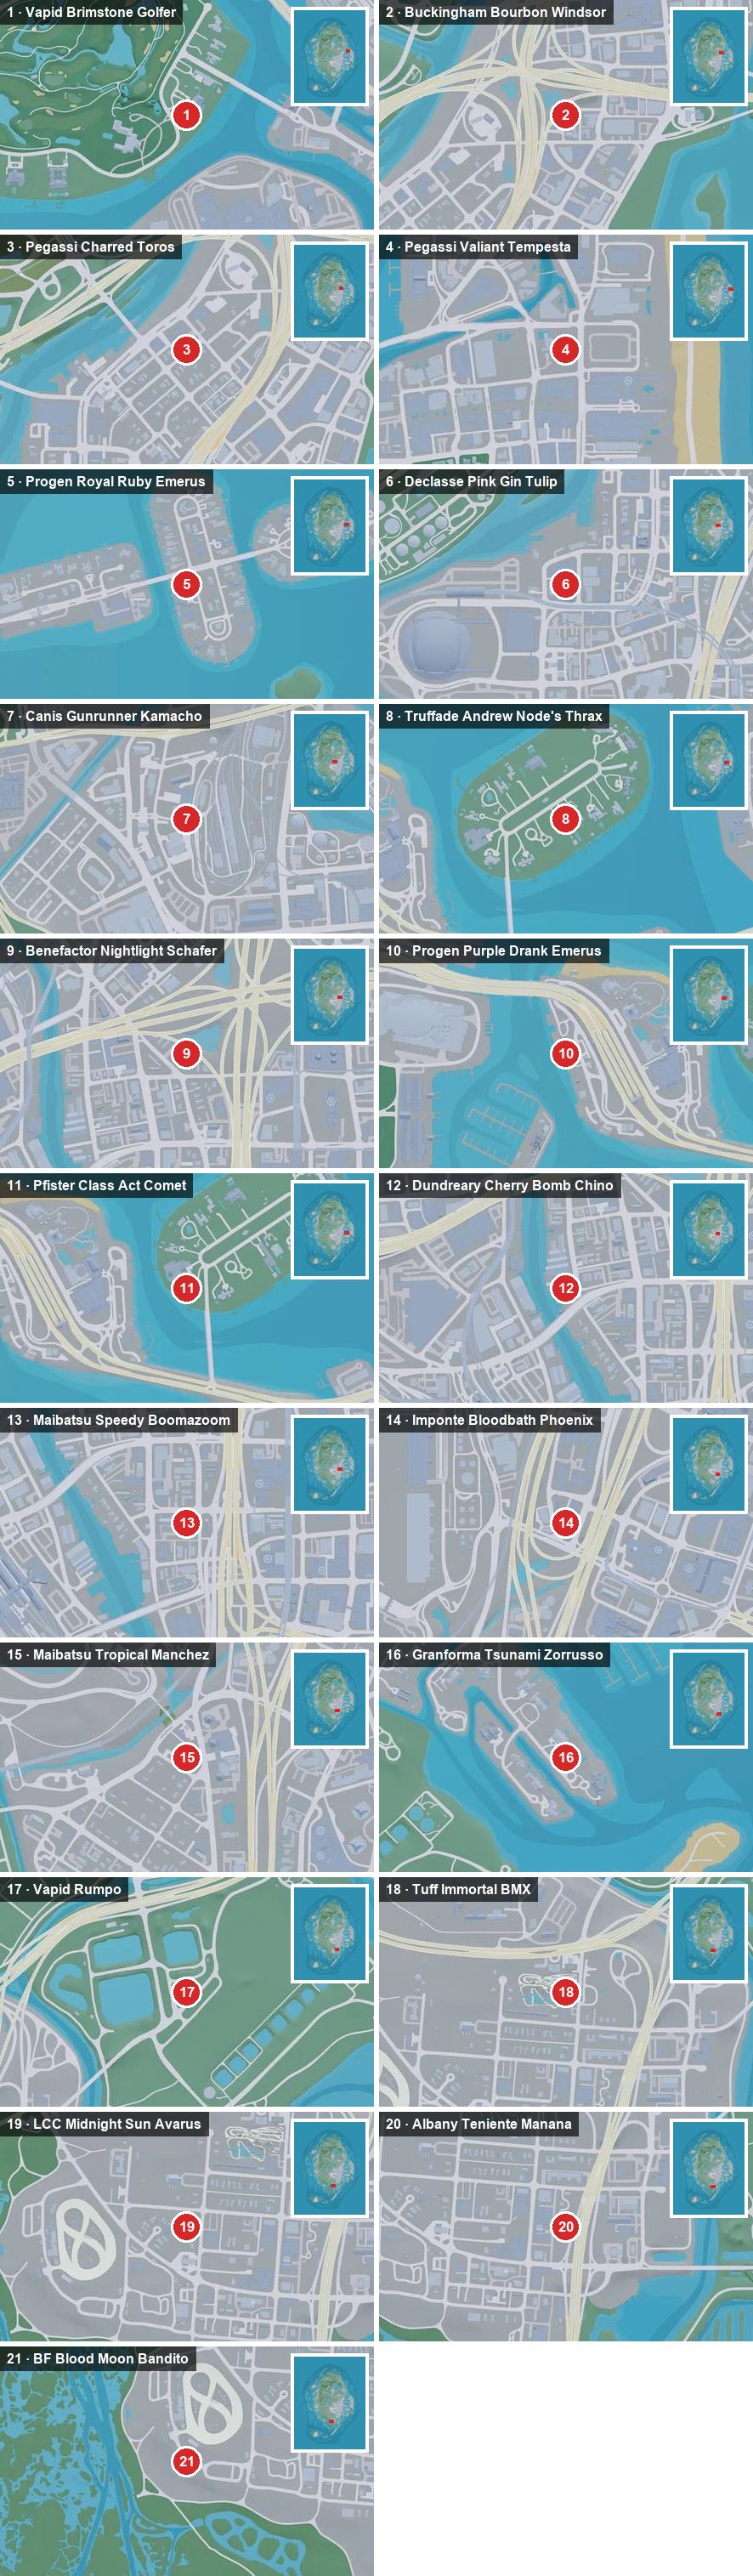 1 · Vapid Brimstone Golfer
1
2 · Buckingham Bourbon Windsor
2
3 · Pegassi Charred Toros
3
4 · Pegassi Valiant Tempesta
4
5 · Progen Royal Ruby Emerus
5
6 · Declasse Pink Gin Tulip
6
7 · Canis Gunrunner Kamacho
7
8 · Truffade Andrew Node's Thrax
8
9 · Benefactor Nightlight Schafer
9
10 · Progen Purple Drank Emerus
10
11 · Pfister Class Act Comet
11
12 · Dundreary Cherry Bomb Chino
12
13 · Maibatsu Speedy Boomazoom
13
14 · Imponte Bloodbath Phoenix
14
15 · Maibatsu Tropical Manchez
15
16 · Granforma Tsunami Zorrusso
16
17 · Vapid Rumpo
17
18 · Tuff Immortal BMX
18
19 · LCC Midnight Sun Avarus
19
20 · Albany Teniente Manana
20
21 · BF Blood Moon Bandito
21